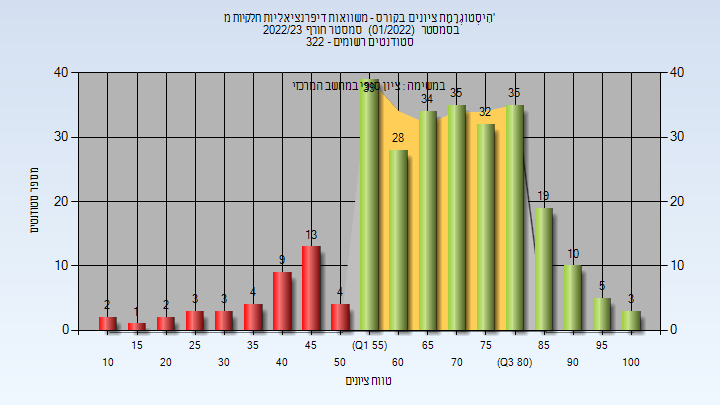 היסטוגרמת ציונים בקורס - משוואות דיפרנציאליות חלקיות מ'
בסמסטר (01/2022) סמסטר חורף 2022/23
סטודנטים רשומים - 322
במשימה : ציון סופי במחשב המרכזי
מספר סטודנטים
40 40
30 30
20 20
10 10
0 0
2 1 2 3 3 4 9 13 4 39 28 34 35 32 35 19 10 5 3
15 25 35 45 (Q1 55) 65 75 85 95
10 20 30 40 50 60 70 (Q3 80) 90 100
טווח ציונים